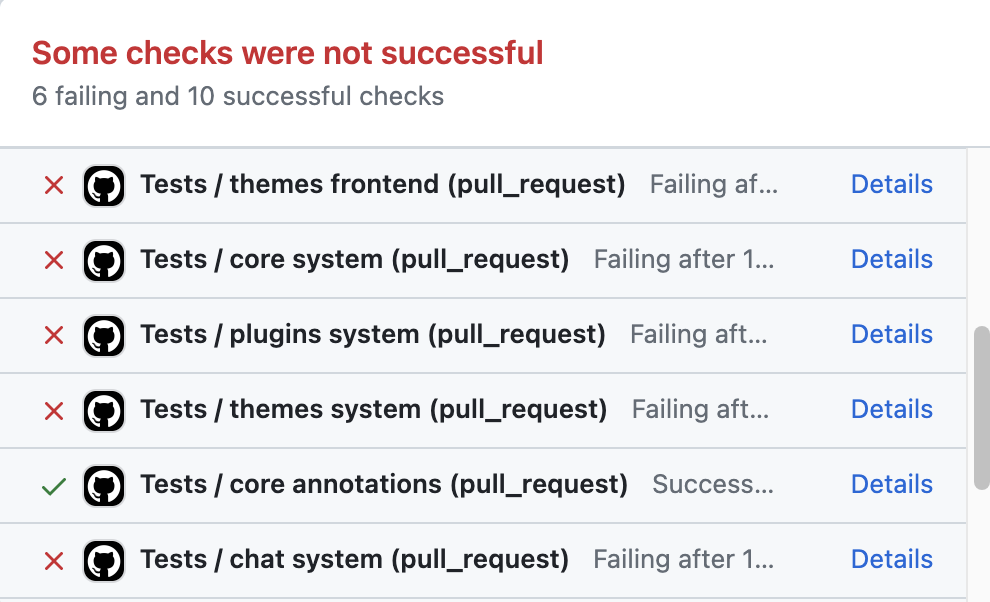 Some checks were not successful
6 failing and 10 successful checks
Tests / themes frontend (pull_request) Failing af... Details
Tests / core system (pull_request) Failing after 1... Details
Tests / plugins system (pull_request) Failing aft... Details
Tests / themes system (pull_request) Failing aft... Details
Tests / core annotations (pull_request) Success... Details
Tests / chat system (pull_request) Failing after 1... Details